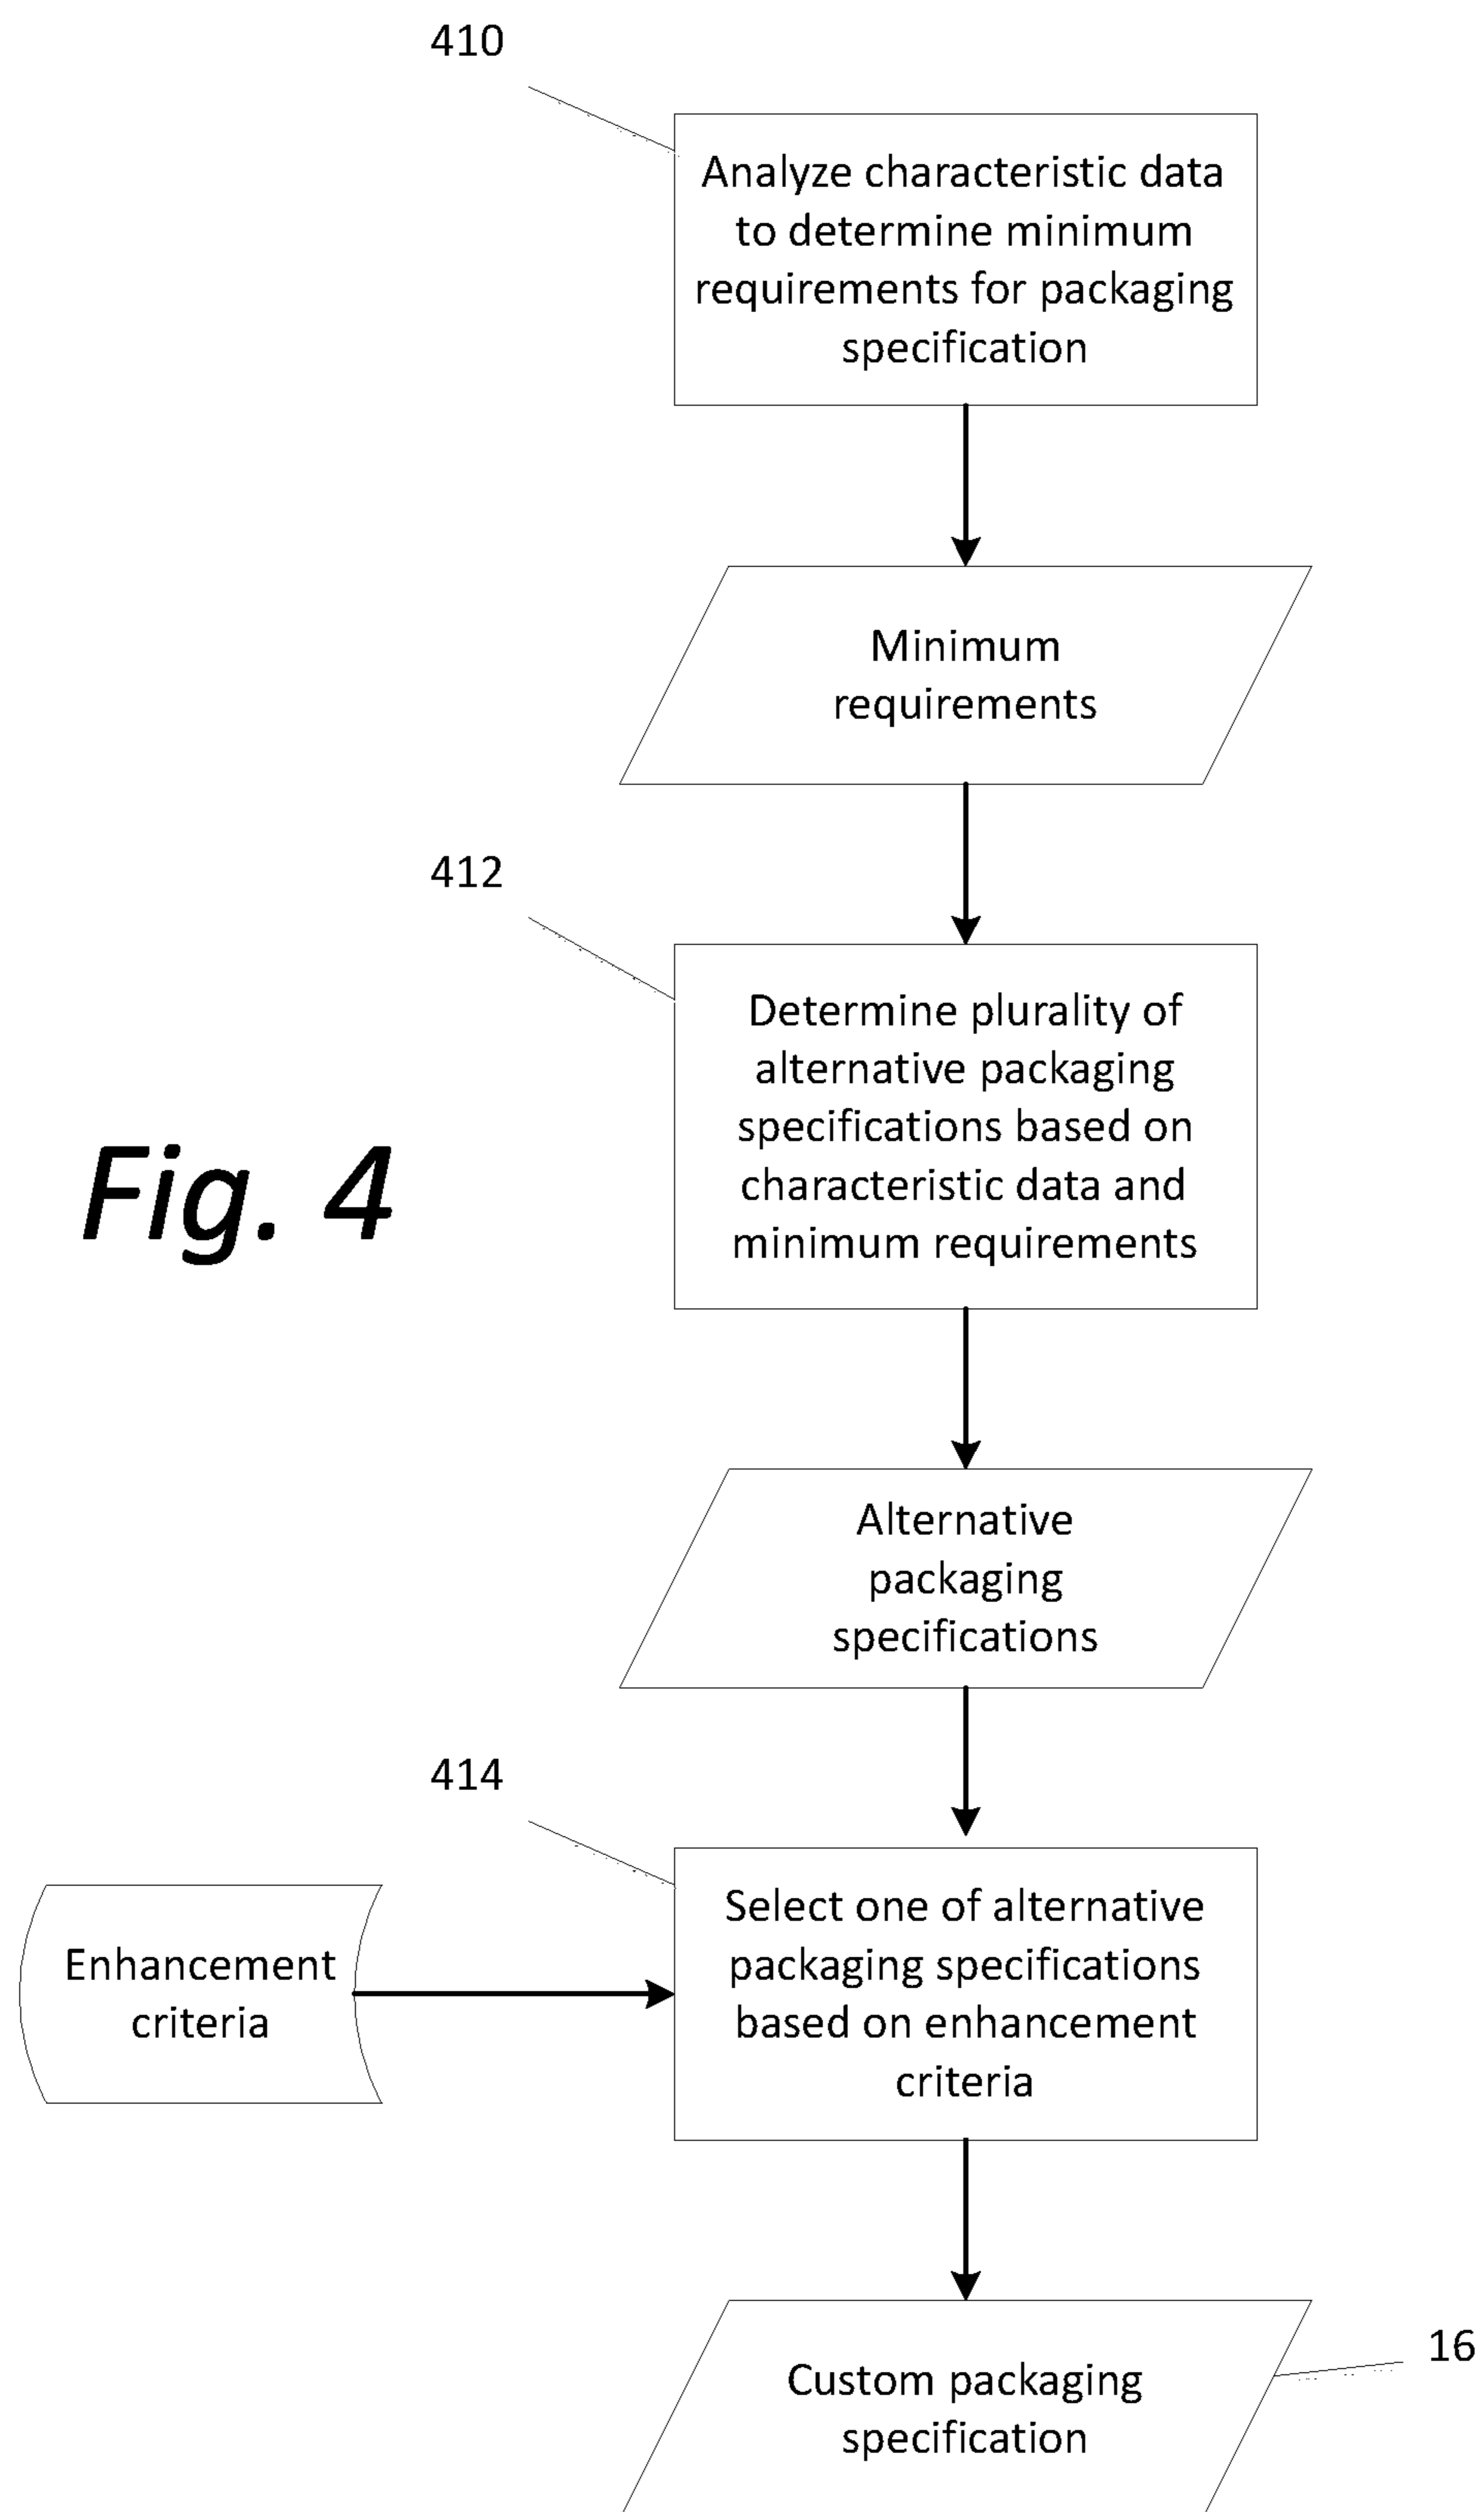 410
Analyze characteristic data
to determine minimum
requirements for packaging
specification
Minimum
requirements
412
Determine plurality of
alternative packaging
specifications based on
characteristic data and
minimum requirements
Fig. 4
Alternative
packaging
specifications
414
Select one of alternative
packaging specifications
based on enhancement
criteria
Enhancement
criteria
16
Custom packaging
specification